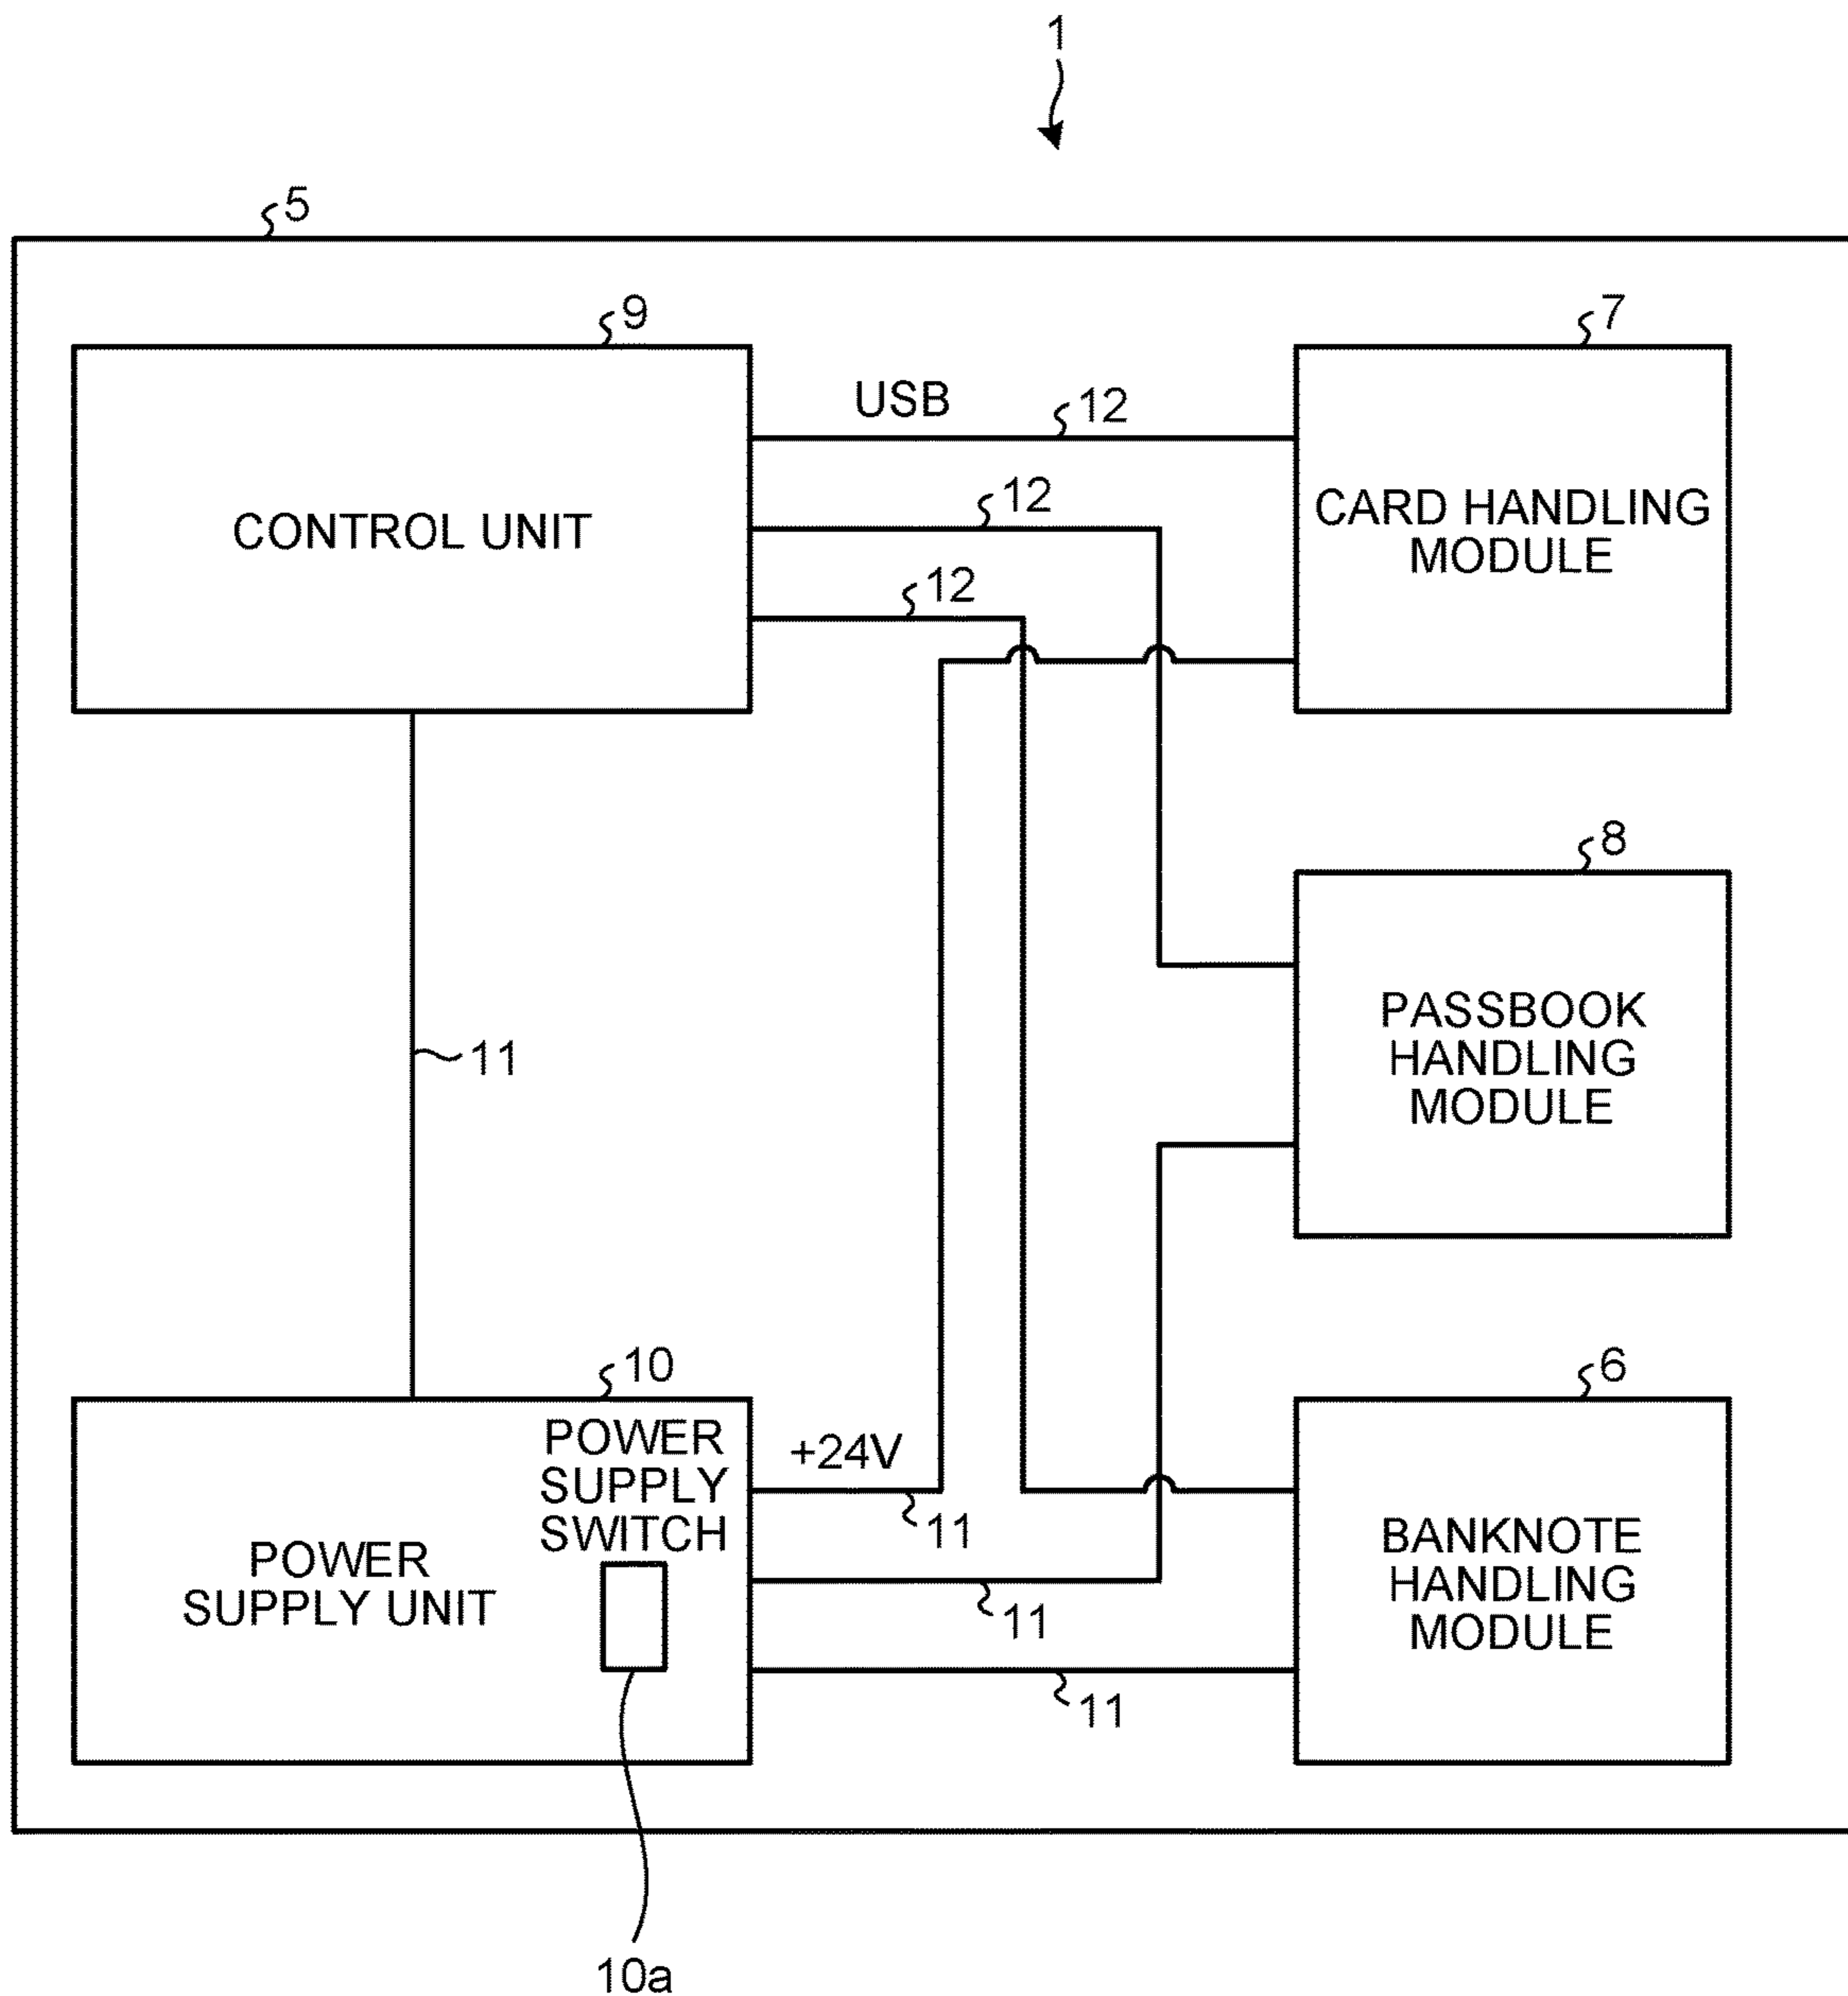 1
5
9
7
USB
12
CARD HANDLING
MODULE
12
CONTROL UNIT
12
8
PASSBOOK
HANDLING
MODULE
11
10
6
POWER
SUPPLY
SWITCH
+24V
11
BANKNOTE
HANDLING
MODULE
POWER
SUPPLY UNIT
11
11
10a